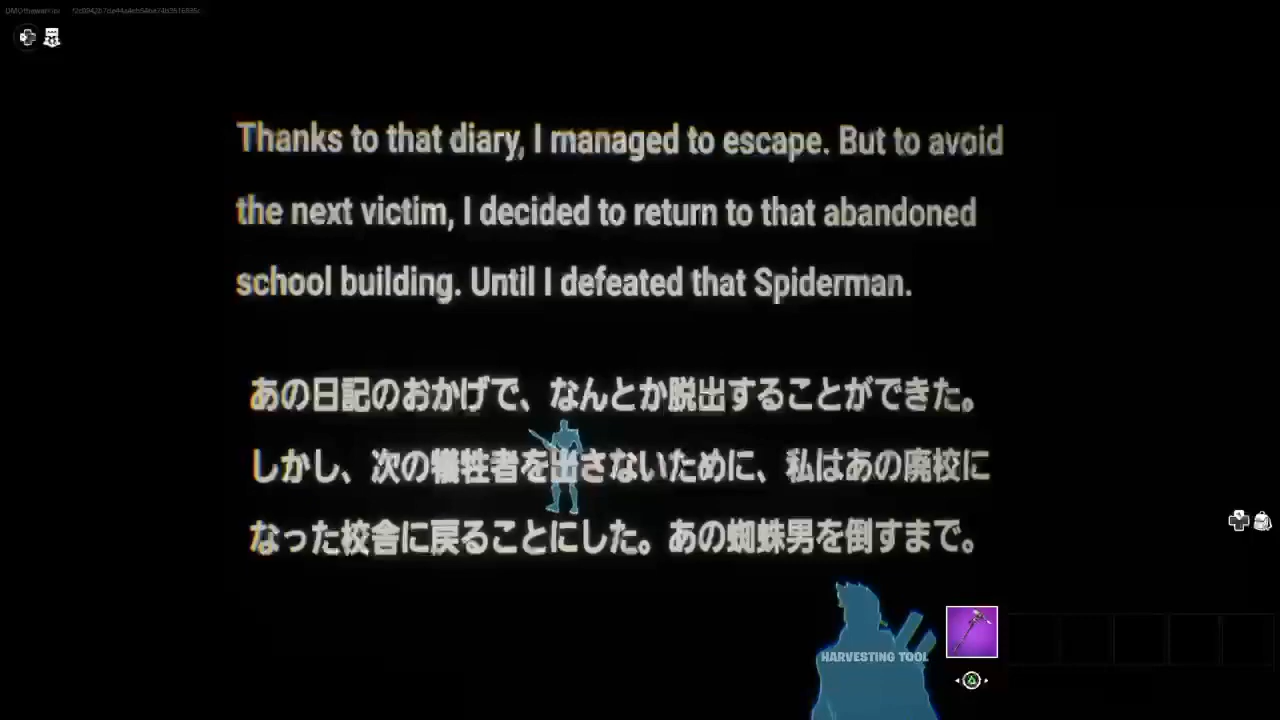 Thanks to that diary, I managed to escape. But to avoid
the next victim, I decided to return to that abandoned
school building. Until I defeated that Spiderman.
あの日記のおかげで、なんとか脱出することができた。
しかし、次の犠牲者を出さないために、私はあの廃校に
なった校舎に戻ることにした。あの蜘蛛男を倒すまで。
HARVESTING TOOL